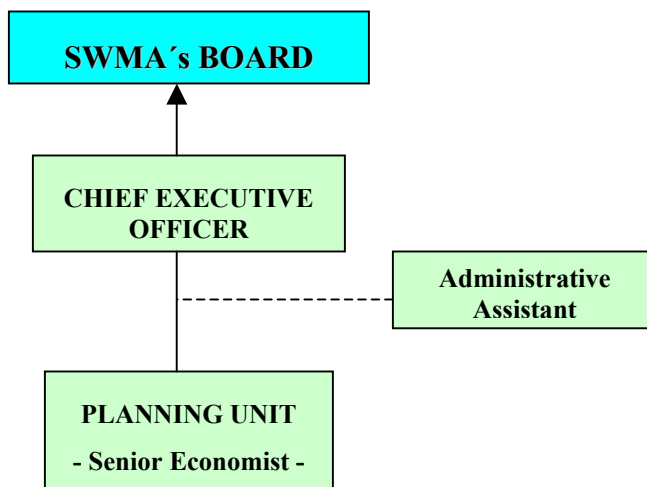 SWMA´s BOARD
CHIEF EXECUTIVE
OFFICER
Administrative
Assistant
PLANNING UNIT
- Senior Economist -